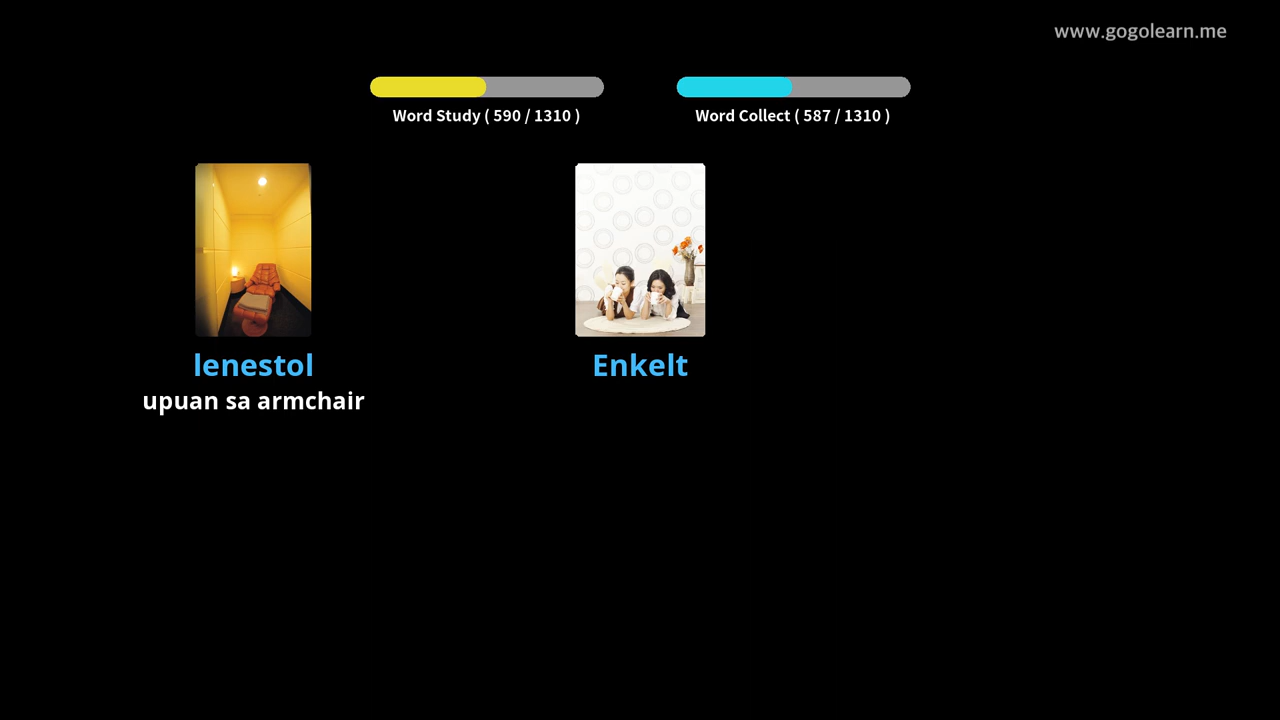 www.gogolearn.me
Word Study ( 590 / 1310 )
Word Collect ( 587 / 1310 )
lenestol
upuan sa armchair
Enkelt